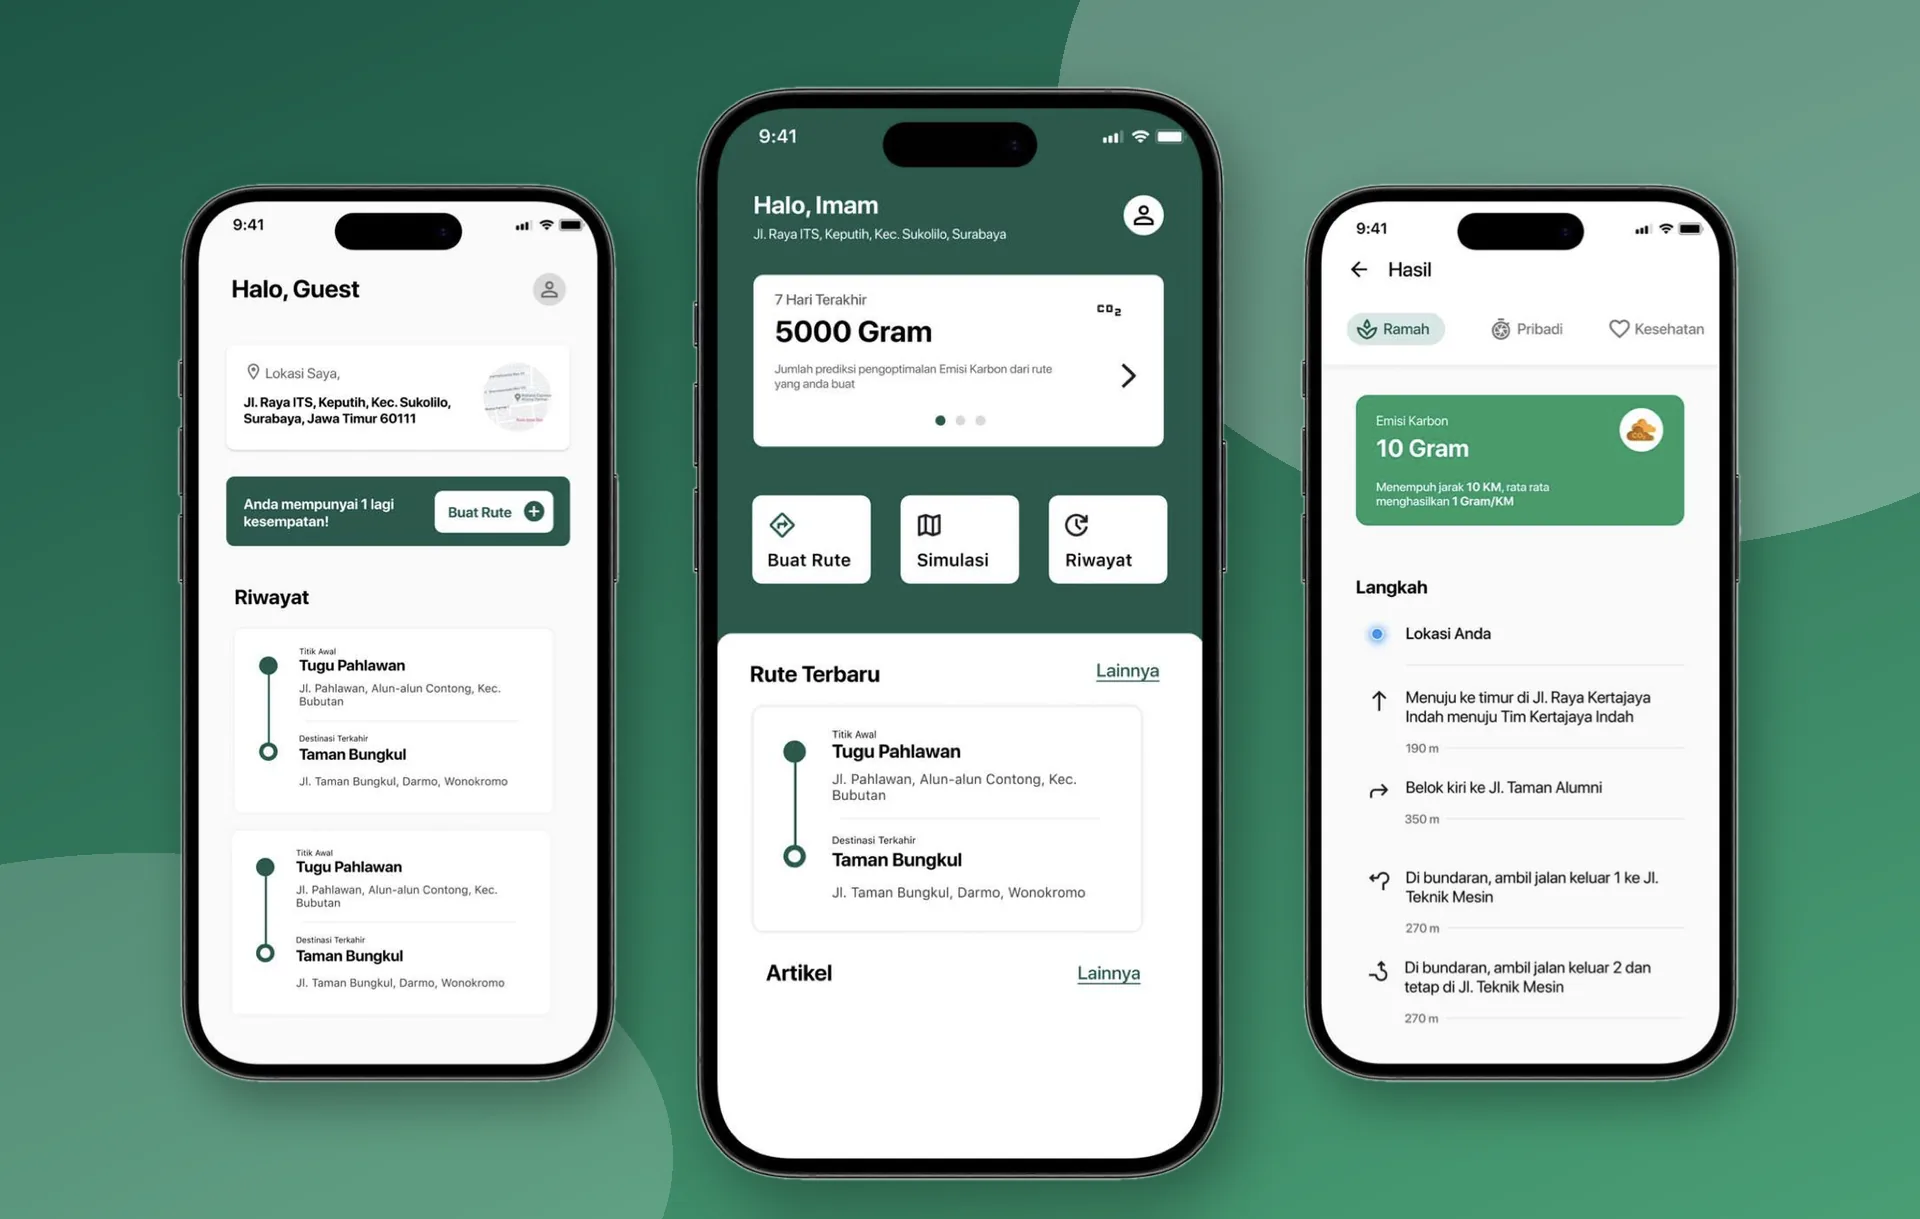 9:41
Halo, Guest
Lokasi Saya,
Jl. Raya ITS, Keputih, Kec. Sukolilo,
Surabaya, Jawa Timur 60111
Anda mempunyai 1 lagi
kesempatan!
Buat Rute
Riwayat
Titik Awal
Tugu Pahlawan
Jl. Pahlawan, Alun-alun Contong, Kec.
Bubutan
Destinasi Terkahir
Taman Bungkul
Jl. Taman Bungkul, Darmo, Wonokromo
Titik Awal
Tugu Pahlawan
Jl. Pahlawan, Alun-alun Contong, Kec.
Bubutan
Destinasi Terkahir
Taman Bungkul
Jl. Taman Bungkul, Darmo, Wonokromo
9:41
Halo, Imam
Jl. Raya ITS, Keputih, Kec. Sukolilo, Surabaya
7 Hari Terakhir
CO2
5000 Gram
Jumlah prediksi pengoptimalan Emisi Karbon dari rute
yang anda buat
Buat Rute
Simulasi
Riwayat
Rute Terbaru
Lainnya
Titik Awal
Tugu Pahlawan
Jl. Pahlawan, Alun-alun Contong, Kec.
Bubutan
Destinasi Terkahir
Taman Bungkul
Jl. Taman Bungkul, Darmo, Wonokromo
Artikel
Lainnya
9:41
Hasil
Ramah
Pribadi
Kesehatan
Emisi Karbon
10 Gram
CO2
Menempuh jarak 10 KM, rata rata
menghasilkan 1 Gram/KM
Langkah
Lokasi Anda
Menuju ke timur di Jl. Raya Kertajaya
Indah menuju Tim Kertajaya Indah
190 m
Belok kiri ke Jl. Taman Alumni
350 m
Di bundaran, ambil jalan keluar 1 ke Jl.
Teknik Mesin
270 m
Di bundaran, ambil jalan keluar 2 dan
tetap di Jl. Teknik Mesin
270 m